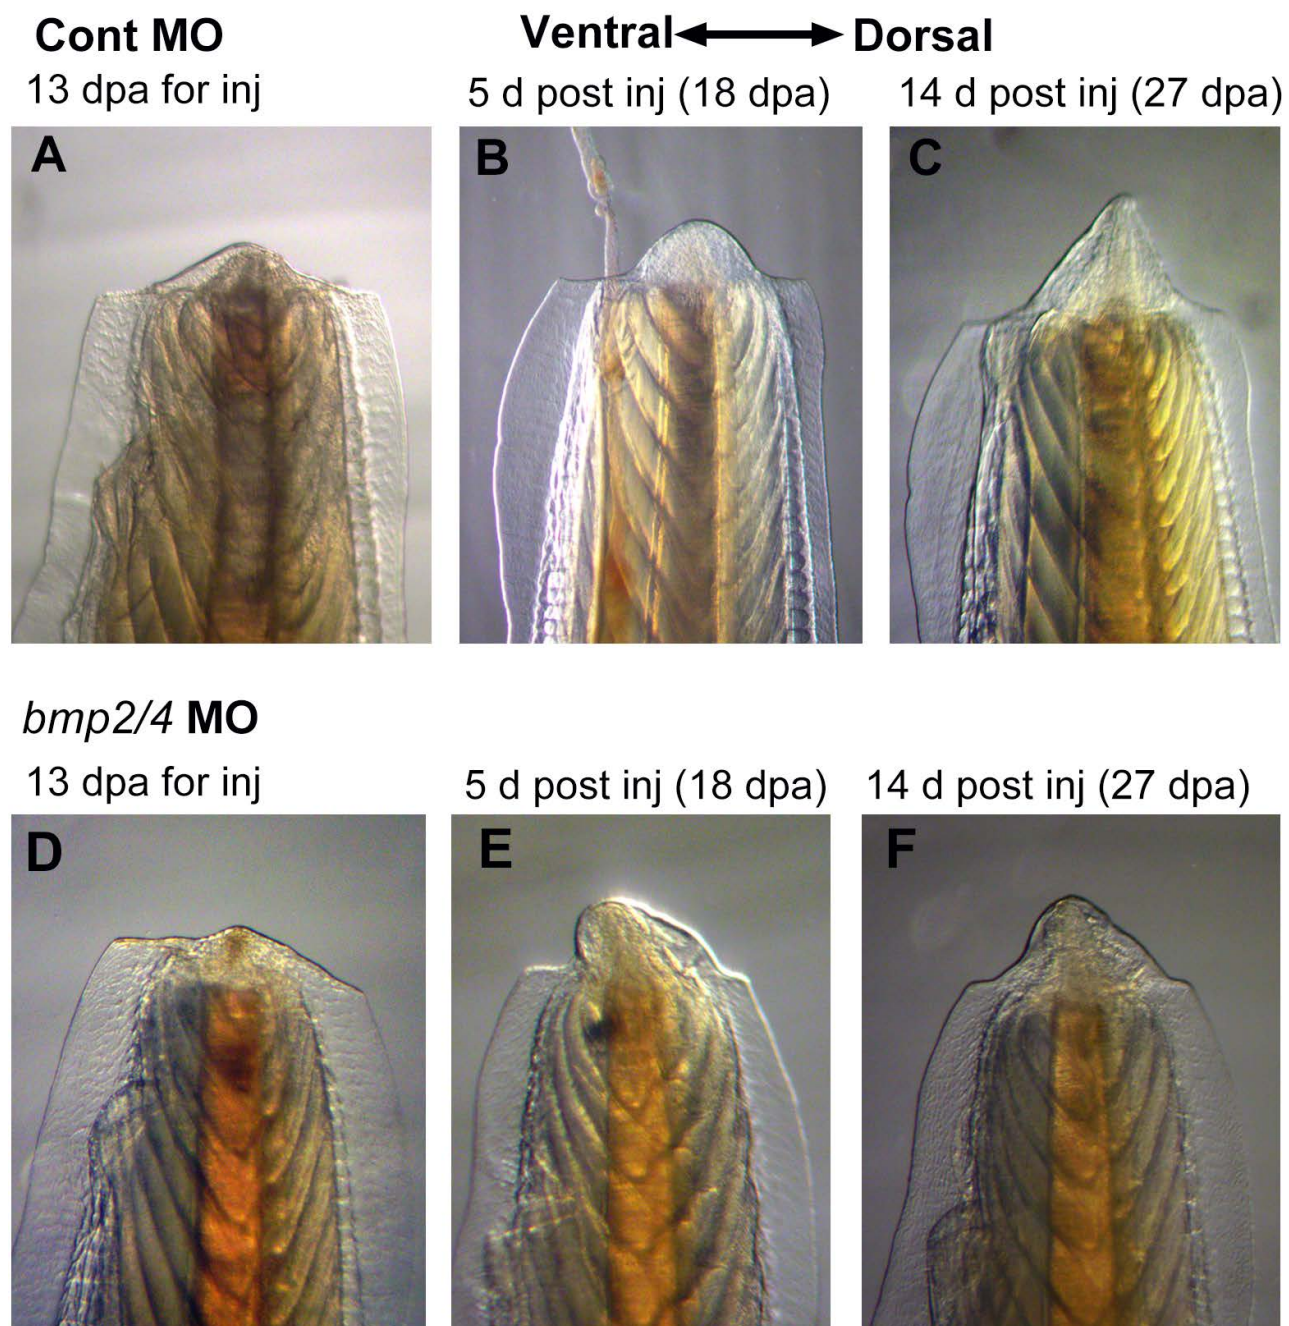 Cont MO
Ventral Dorsal
13 dpa for inj
5 d post inj (18 dpa)
14 d post inj (27 dpa)
A
B
C
bmp2/4 MO
13 dpa for inj
5 d post inj (18 dpa)
14 d post inj (27 dpa)
D
E
F